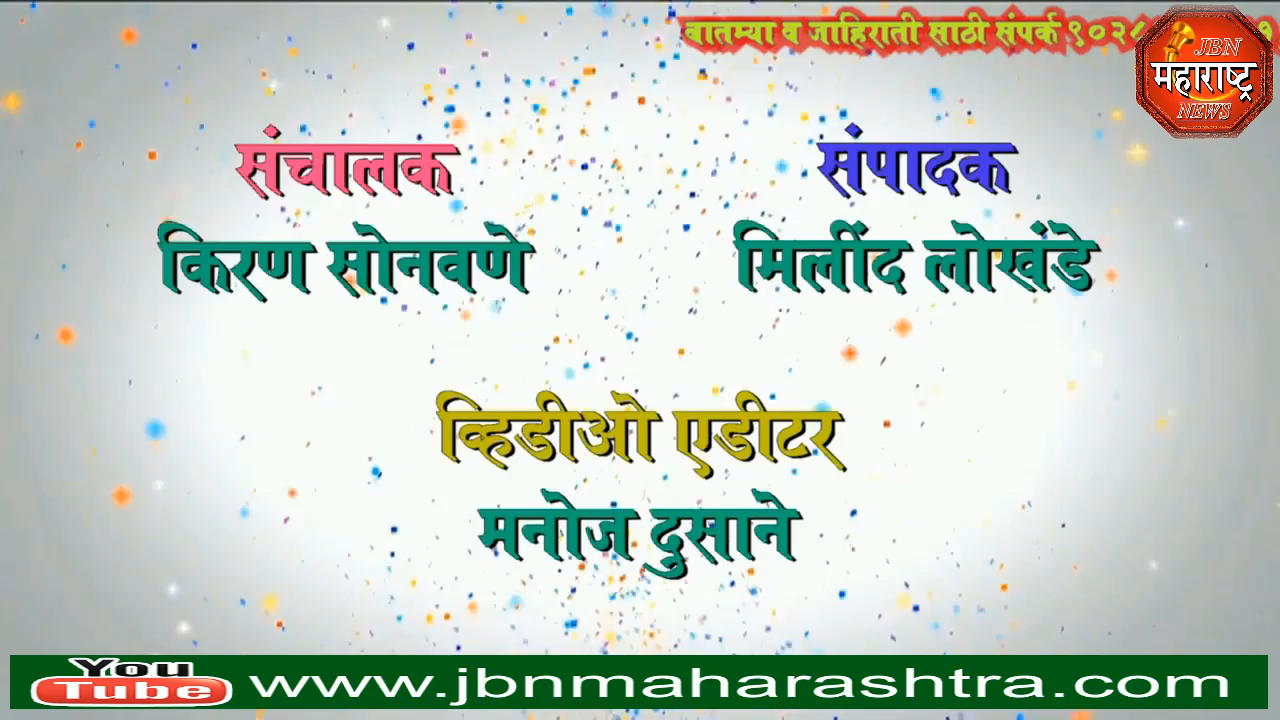 बातम्या व जाहिराती साठी संपर्क
JBN
महाराष्ट्र
NEWS
संचालक
संपादक
किरण सोनवणे
मिलींद लोखंडे
व्हिडीओ एडीटर
मनोज दुसाने
You
Tube
www.jbnmaharashtra.com